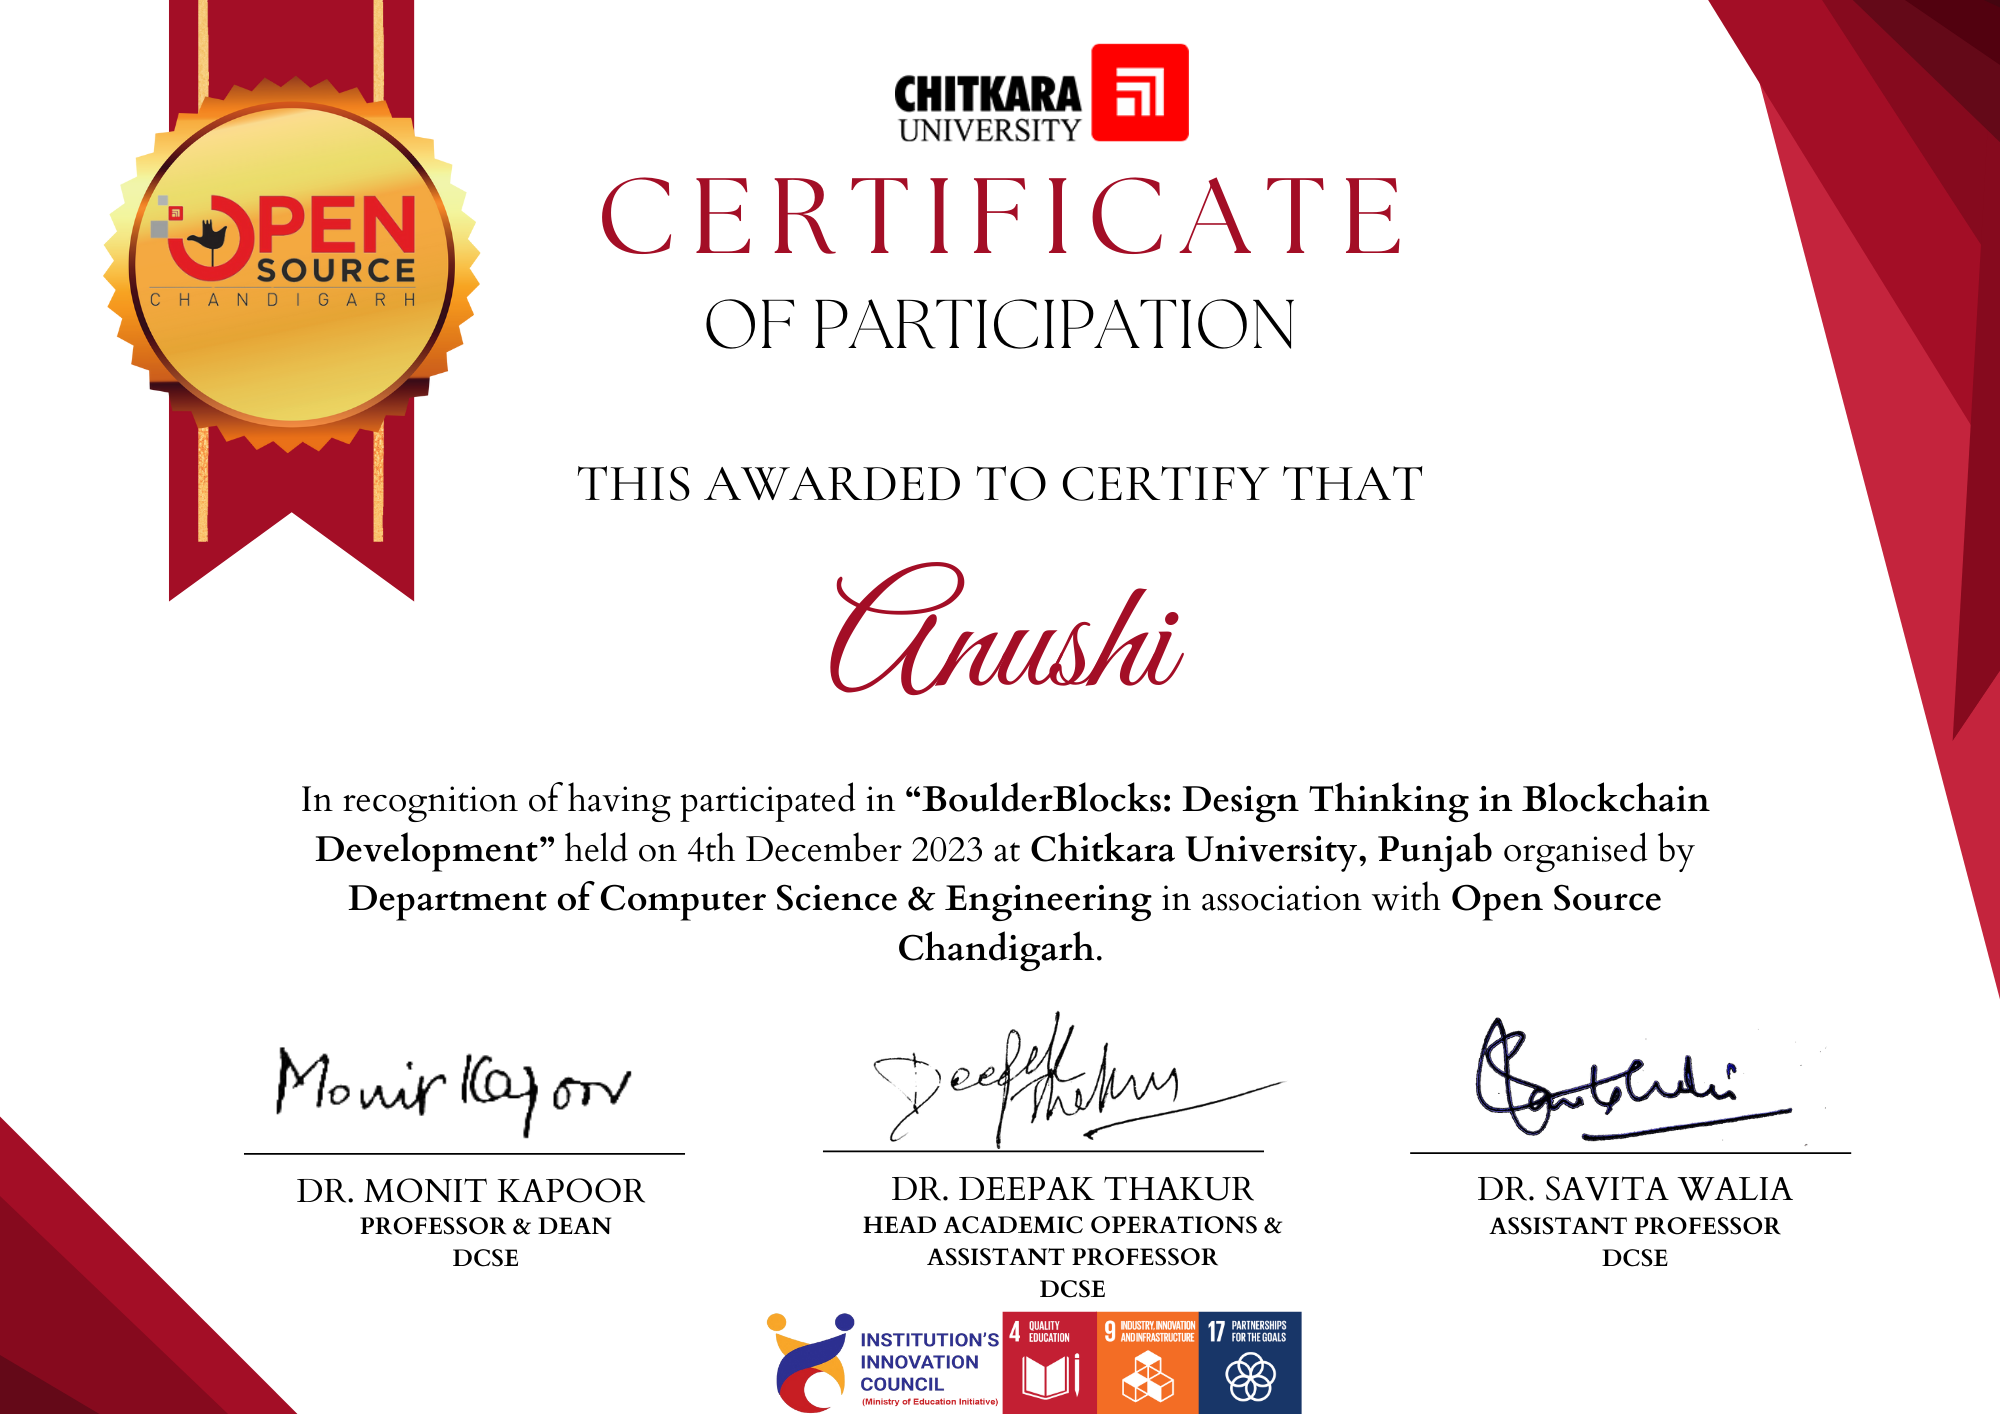 CHITKARA
UNIVERSITY
OPEN
SOURCE
CHANDIGARH
CERTIFICATE
OF PARTICIPATION
THIS AWARDED TO CERTIFY THAT
Anushi
In recognition of having participated in “BoulderBlocks: Design Thinking in Blockchain
Development” held on 4th December 2023 at Chitkara University, Punjab organised by
Department of Computer Science & Engineering in association with Open Source
Chandigarh.
Monit Kapoor
Deepak
Thakur
DR. MONIT KAPOOR
PROFESSOR & DEAN
DCSE
DR. DEEPAK THAKUR
HEAD ACADEMIC OPERATIONS &
ASSISTANT PROFESSOR
DCSE
DR. SAVITA WALIA
ASSISTANT PROFESSOR
DCSE
INSTITUTION'S
INNOVATION
COUNCIL
(Ministry of Education Initiative)
4 QUALITY
EDUCATION
9 INDUSTRY, INNOVATION
AND INFRASTRUCTURE
17 PARTNERSHIPS
FOR THE GOALS